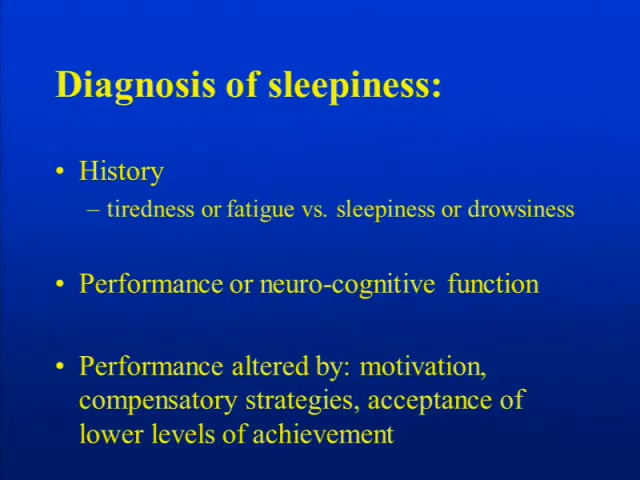 Diagnosis of sleepiness:
• History
– tiredness or fatigue vs. sleepiness or drowsiness
• Performance or neuro-cognitive function
• Performance altered by: motivation,
compensatory strategies, acceptance of
lower levels of achievement